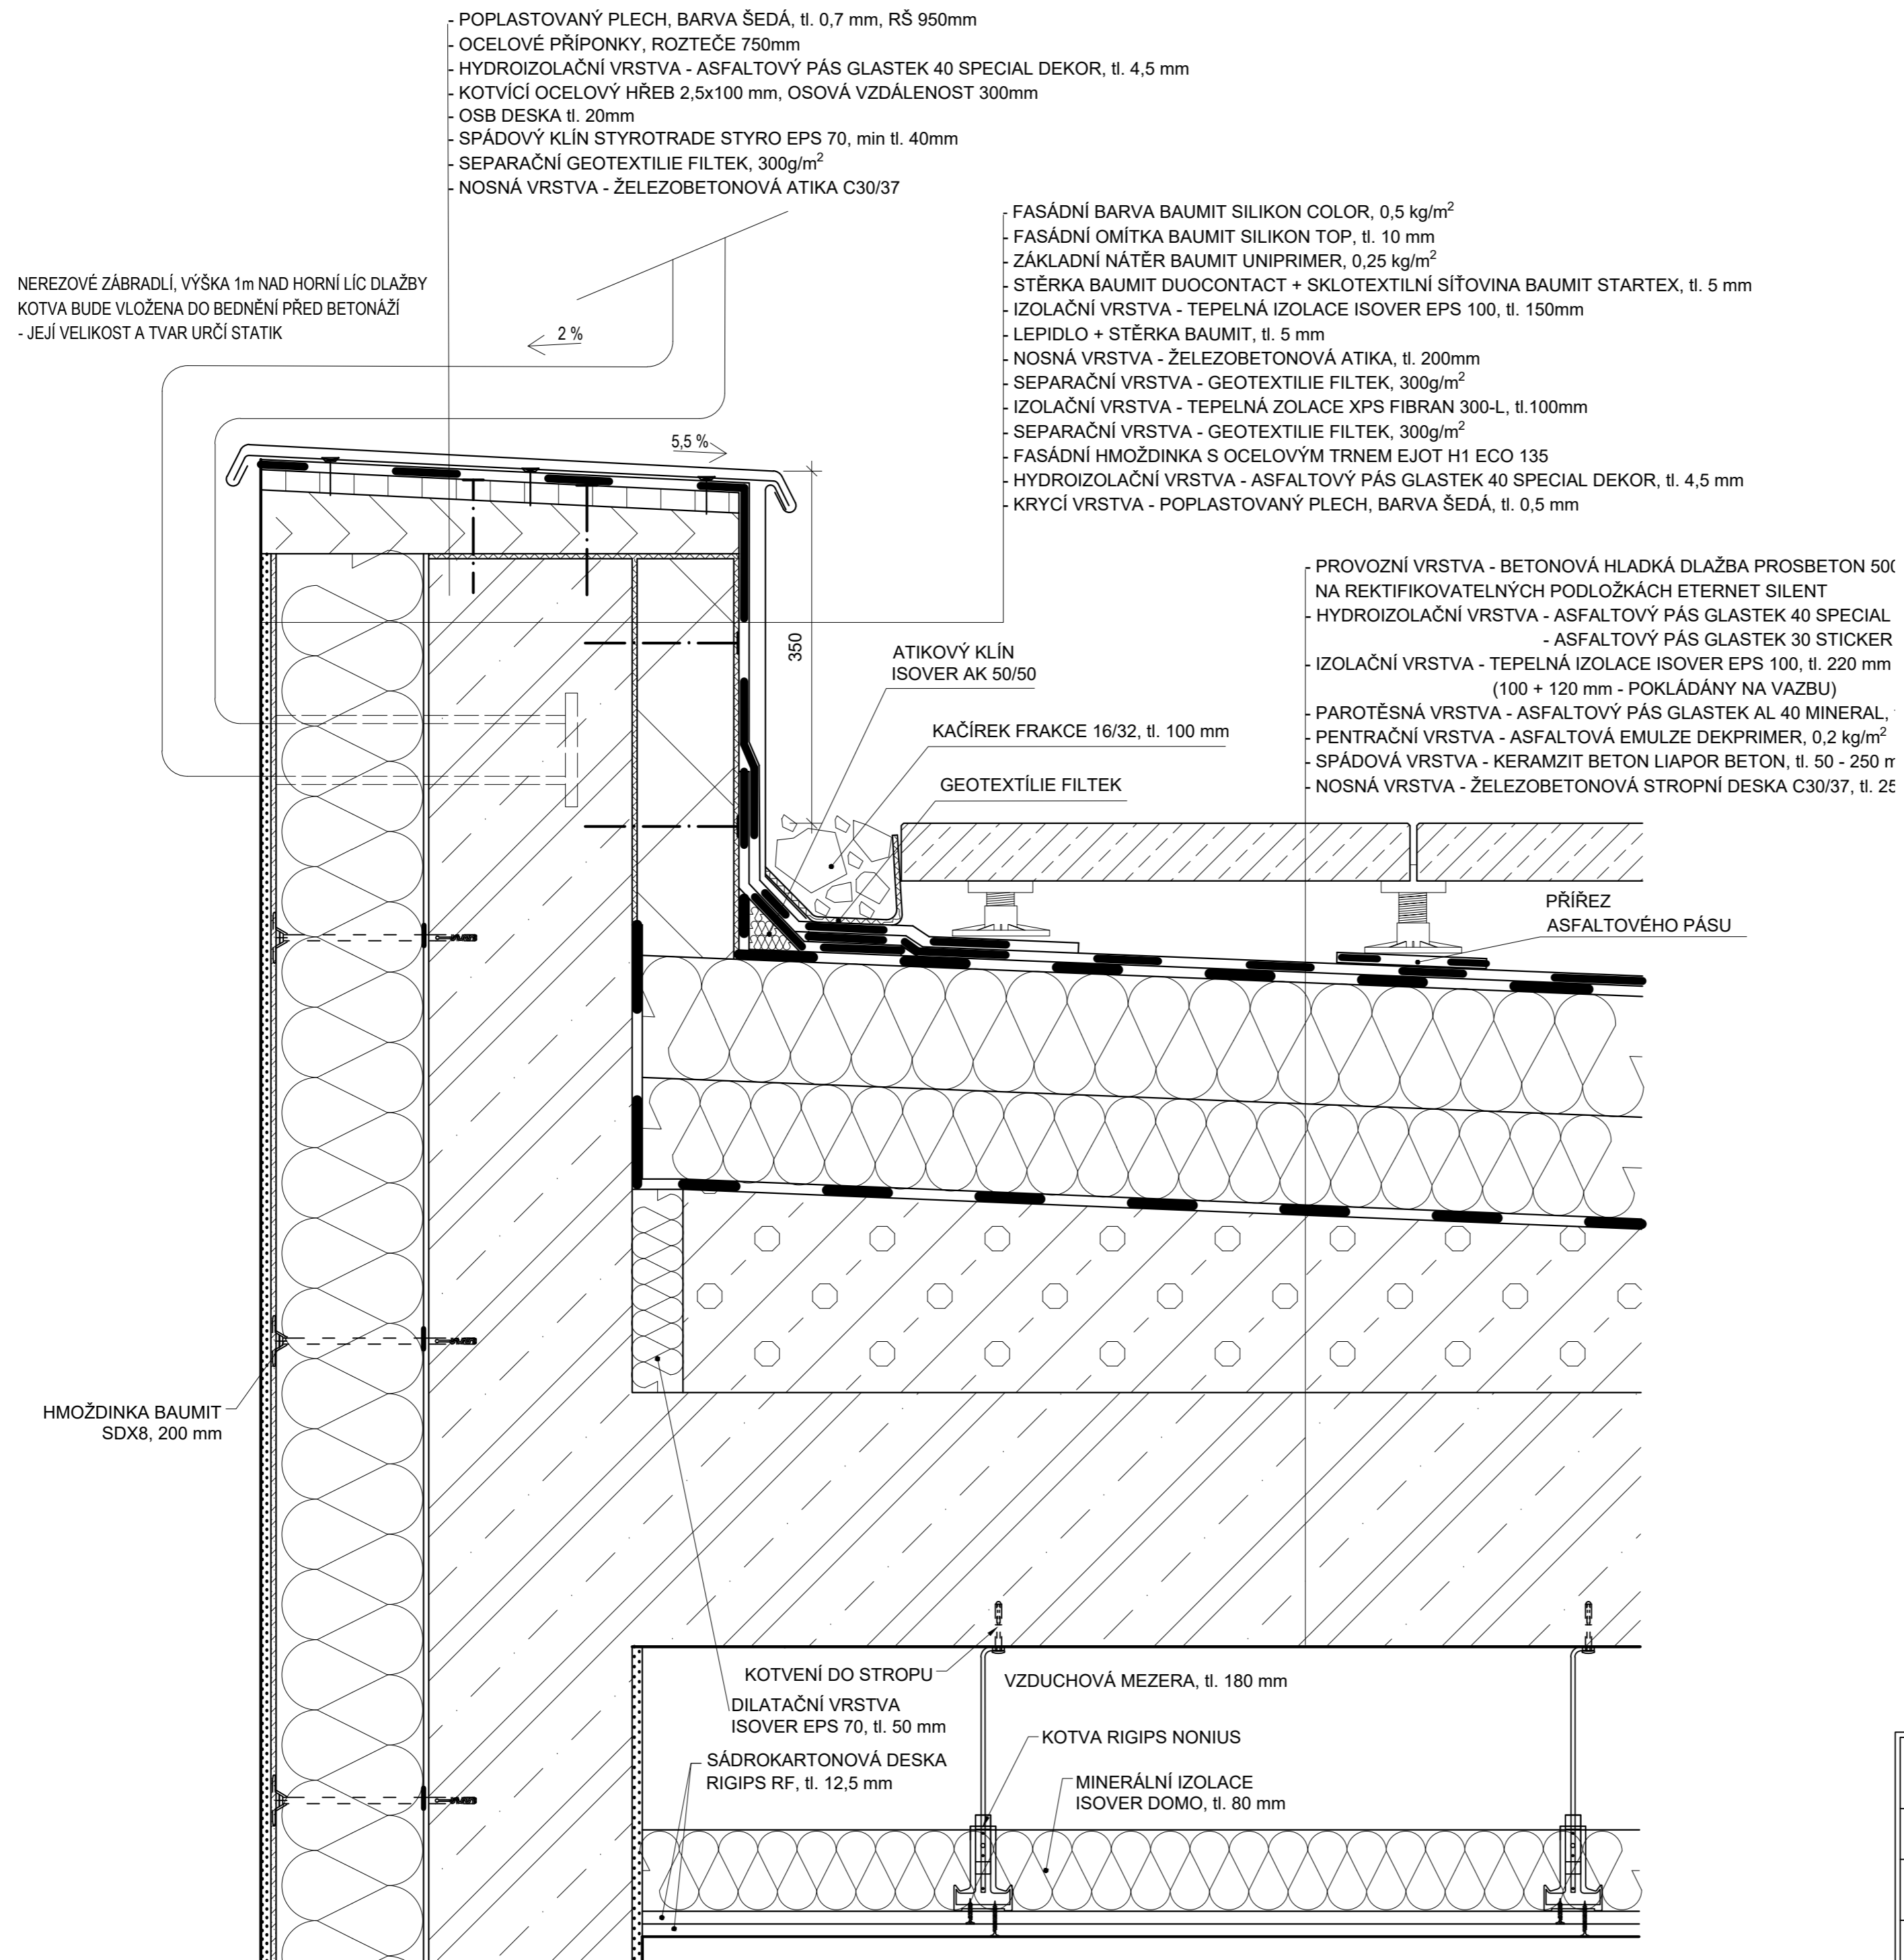 - POPLASTOVANÝ PLECH, BARVA ŠEDÁ, tl. 0,7 mm, RŠ 950mm
- OCELOVÉ PŘÍPONKY, ROZTEČE 750mm
- HYDROIZOLAČNÍ VRSTVA - ASFALTOVÝ PÁS GLASTEK 40 SPECIAL DEKOR, tl. 4,5 mm
- KOTVÍCÍ OCELOVÝ HŘEB 2,5x100 mm, OSOVÁ VZDÁLENOST 300mm
- OSB DESKA tl. 20mm
- SPÁDOVÝ KLÍN STYROTRADE STYRO EPS 70, min tl. 40mm
- SEPARAČNÍ GEOTEXTILIE FILTEK, 300g/m²
- NOSNÁ VRSTVA - ŽELEZOBETONOVÁ ATIKA C30/37
- FASÁDNÍ BARVA BAUMIT SILIKON COLOR, 0,5 kg/m²
- FASÁDNÍ OMÍTKA BAUMIT SILIKON TOP, tl. 10 mm
- ZÁKLADNÍ NÁTĚR BAUMIT UNIPRIMER, 0,25 kg/m²
- STĚRKA BAUMIT DUOCONTACT + SKLOTEXTILNÍ SÍŤOVINA BAUMIT STARTEX, tl. 5 mm
- IZOLAČNÍ VRSTVA - TEPELNÁ IZOLACE ISOVER EPS 100, tl. 150mm
- LEPIDLO + STĚRKA BAUMIT, tl. 5 mm
- NOSNÁ VRSTVA - ŽELEZOBETONOVÁ ATIKA, tl. 200mm
- SEPARAČNÍ VRSTVA - GEOTEXTILIE FILTEK, 300g/m²
- IZOLAČNÍ VRSTVA - TEPELNÁ ZOLACE XPS FIBRAN 300-L, tl.100mm
- SEPARAČNÍ VRSTVA - GEOTEXTILIE FILTEK, 300g/m²
- FASÁDNÍ HMOŽDINKA S OCELOVÝM TRNEM EJOT H1 ECO 135
- HYDROIZOLAČNÍ VRSTVA - ASFALTOVÝ PÁS GLASTEK 40 SPECIAL DEKOR, tl. 4,5 mm
- KRYCÍ VRSTVA - POPLASTOVANÝ PLECH, BARVA ŠEDÁ, tl. 0,5 mm
NEREZOVÉ ZÁBRADLÍ, VÝŠKA 1m NAD HORNÍ LÍC DLAŽBY
KOTVA BUDE VLOŽENA DO BEDNĚNÍ PŘED BETONÁŽÍ
- JEJÍ VELIKOST A TVAR URČÍ STATIK
2 %
5,5 %
350
- PROVOZNÍ VRSTVA - BETONOVÁ HLADKÁ DLAŽBA PROSBETON 500
NA REKTIFIKOVATELNÝCH PODLOŽKÁCH ETERNET SILENT
- HYDROIZOLAČNÍ VRSTVA - ASFALTOVÝ PÁS GLASTEK 40 SPECIAL
- ASFALTOVÝ PÁS GLASTEK 30 STICKER
- IZOLAČNÍ VRSTVA - TEPELNÁ IZOLACE ISOVER EPS 100, tl. 220 mm
(100 + 120 mm - POKLÁDÁNY NA VAZBU)
- PAROTĚSNÁ VRSTVA - ASFALTOVÝ PÁS GLASTEK AL 40 MINERAL,
- PENTRAČNÍ VRSTVA - ASFALTOVÁ EMULZE DEKPRIMER, 0,2 kg/m²
- SPÁDOVÁ VRSTVA - KERAMZIT BETON LIAPOR BETON, tl. 50 - 250
- NOSNÁ VRSTVA - ŽELEZOBETONOVÁ STROPNÍ DESKA C30/37, tl.
ATIKOVÝ KLÍN
ISOVER AK 50/50
KAČÍREK FRAKCE 16/32, tl. 100 mm
GEOTEXTÍLIE FILTEK
PŘÍŘEZ
ASFALTOVÉHO PÁSU
HMOŽDINKA BAUMIT
SDX8, 200 mm
KOTVENÍ DO STROPU
VZDUCHOVÁ MEZERA, tl. 180 mm
DILATAČNÍ VRSTVA
ISOVER EPS 70, tl. 50 mm
KOTVA RIGIPS NONIUS
SÁDROKARTONOVÁ DESKA
RIGIPS RF, tl. 12,5 mm
MINERÁLNÍ IZOLACE
ISOVER DOMO, tl. 80 mm